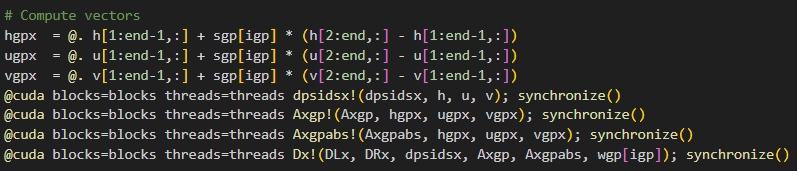 # Compute vectors
hgpx  = @. h[1:end-1,:] + sgp[igp] * (h[2:end,:] - h[1:end-1,:])
ugpx  = @. u[1:end-1,:] + sgp[igp] * (u[2:end,:] - u[1:end-1,:])
vgpx  = @. v[1:end-1,:] + sgp[igp] * (v[2:end,:] - v[1:end-1,:])
@cuda blocks=blocks threads=threads dpsidsx!(dpsidsx, h, u, v); synchronize()
@cuda blocks=blocks threads=threads Axgp!(Axgp, hgpx, ugpx, vgpx); synchronize()
@cuda blocks=blocks threads=threads Axgpabs!(Axgpabs, hgpx, ugpx, vgpx); synchronize()
@cuda blocks=blocks threads=threads Dx!(DLx, DRx, dpsidsx, Axgp, Axgpabs, wgp[igp]); synchronize()